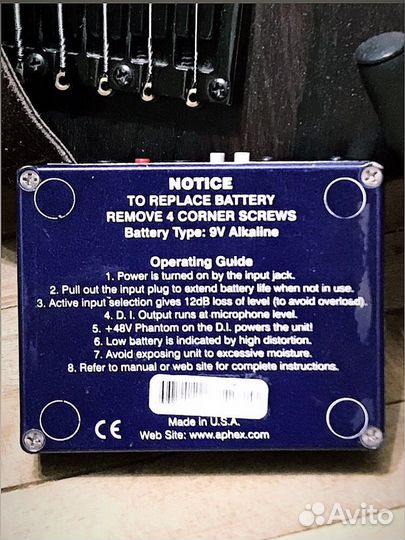 NOTICE
TO REPLACE BATTERY
REMOVE 4 CORNER SCREWS
Battery Type: 9V Alkaline
Operating Guide
1. Power is turned on by the input jack.
2. Pull out the input plug to extend battery life when not in use.
3. Active input selection gives 12dB loss of level (to avoid overload).
4. D. I. Output runs at microphone level.
5. +48V Phantom on the D.I. powers the unit!
6. Low battery is indicated by high distortion.
7. Avoid exposing unit to excessive moisture.
8. Refer to manual or web site for complete instructions.
Made in U.S.A.
CE Web Site: www.aphex.com
Avito